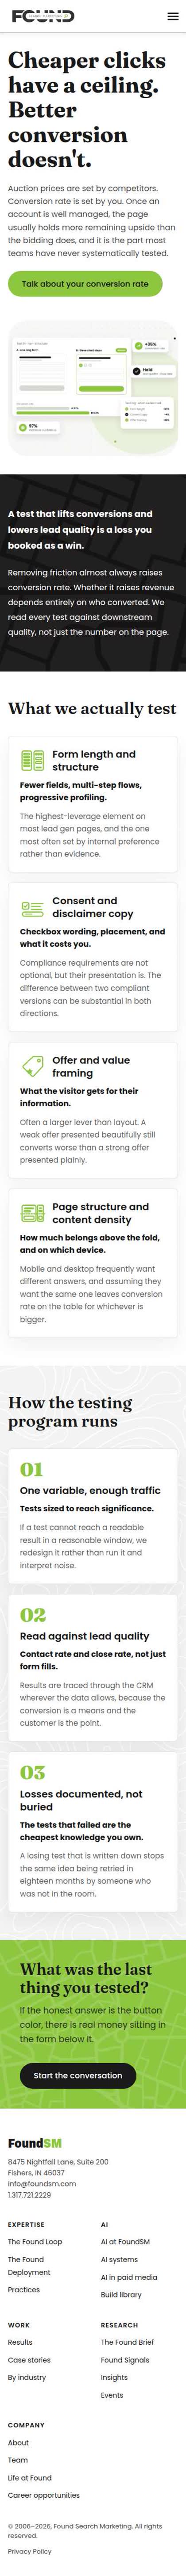 FOUND
SEARCH MARKETING
Cheaper clicks
have a ceiling.
Better
conversion
doesn't.
Auction prices are set by competitors.
Conversion rate is set by you. Once an
account is well managed, the page
usually holds more remaining upside than
the bidding does, and it is the part most
teams have never systematically tested.
Talk about your conversion rate
A test that lifts conversions and
lowers lead quality is a loss you
booked as a win.
Removing friction almost always raises
conversion rate. Whether it raises revenue
depends entirely on who converted. We
read every test against downstream
quality, not just the number on the page.
What we actually test
Form length and
structure
Fewer fields, multi-step flows,
progressive profiling.
The highest-leverage element on
most lead gen pages, and the one
most often set by internal preference
rather than evidence.
Consent and
disclaimer copy
Checkbox wording, placement, and
what it costs you.
Compliance requirements are not
optional, but their presentation is. The
difference between two compliant
versions can be substantial in both
directions.
Offer and value
framing
What the visitor gets for their
information.
Often a larger lever than layout. A
weak offer presented beautifully still
converts worse than a strong offer
presented plainly.
Page structure and
content density
How much belongs above the fold,
and on which device.
Mobile and desktop frequently want
different answers, and assuming they
want the same one leaves conversion
rate on the table for whichever is
bigger.
How the testing
program runs
01
One variable, enough traffic
Tests sized to reach significance.
If a test cannot reach a readable
result in a reasonable window, we
redesign it rather than run it and
interpret noise.
02
Read against lead quality
Contact rate and close rate, not just
form fills.
Results are traced through the CRM
wherever the data allows, because the
conversion is a means and the
customer is the point.
03
Losses documented, not
buried
The tests that failed are the
cheapest knowledge you own.
A losing test that is written down stops
the same idea being retried in
eighteen months by someone who
was not in the room.
What was the last
thing you tested?
If the honest answer is the button
color, there is real money sitting in
the form below it.
Start the conversation
FoundSM
8475 Nightfall Lane, Suite 200
Fishers, IN 46037
info@foundsm.com
1.317.721.2229
EXPERTISE
The Found Loop
The Found
Deployment
Practices
AI
AI at FoundSM
AI systems
AI in paid media
Build library
WORK
Results
Case stories
By industry
RESEARCH
The Found Brief
Found Signals
Insights
Events
COMPANY
About
Team
Life at Found
Career opportunities
© 2006–2026, Found Search Marketing. All rights
reserved.
Privacy Policy